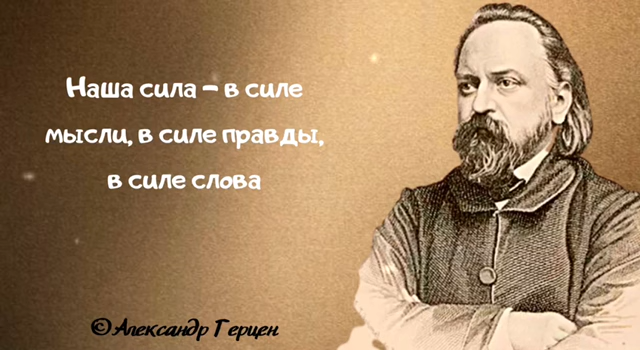 Наша сила – в силе
мысли, в силе правды,
в силе слова
©Александр Герцен